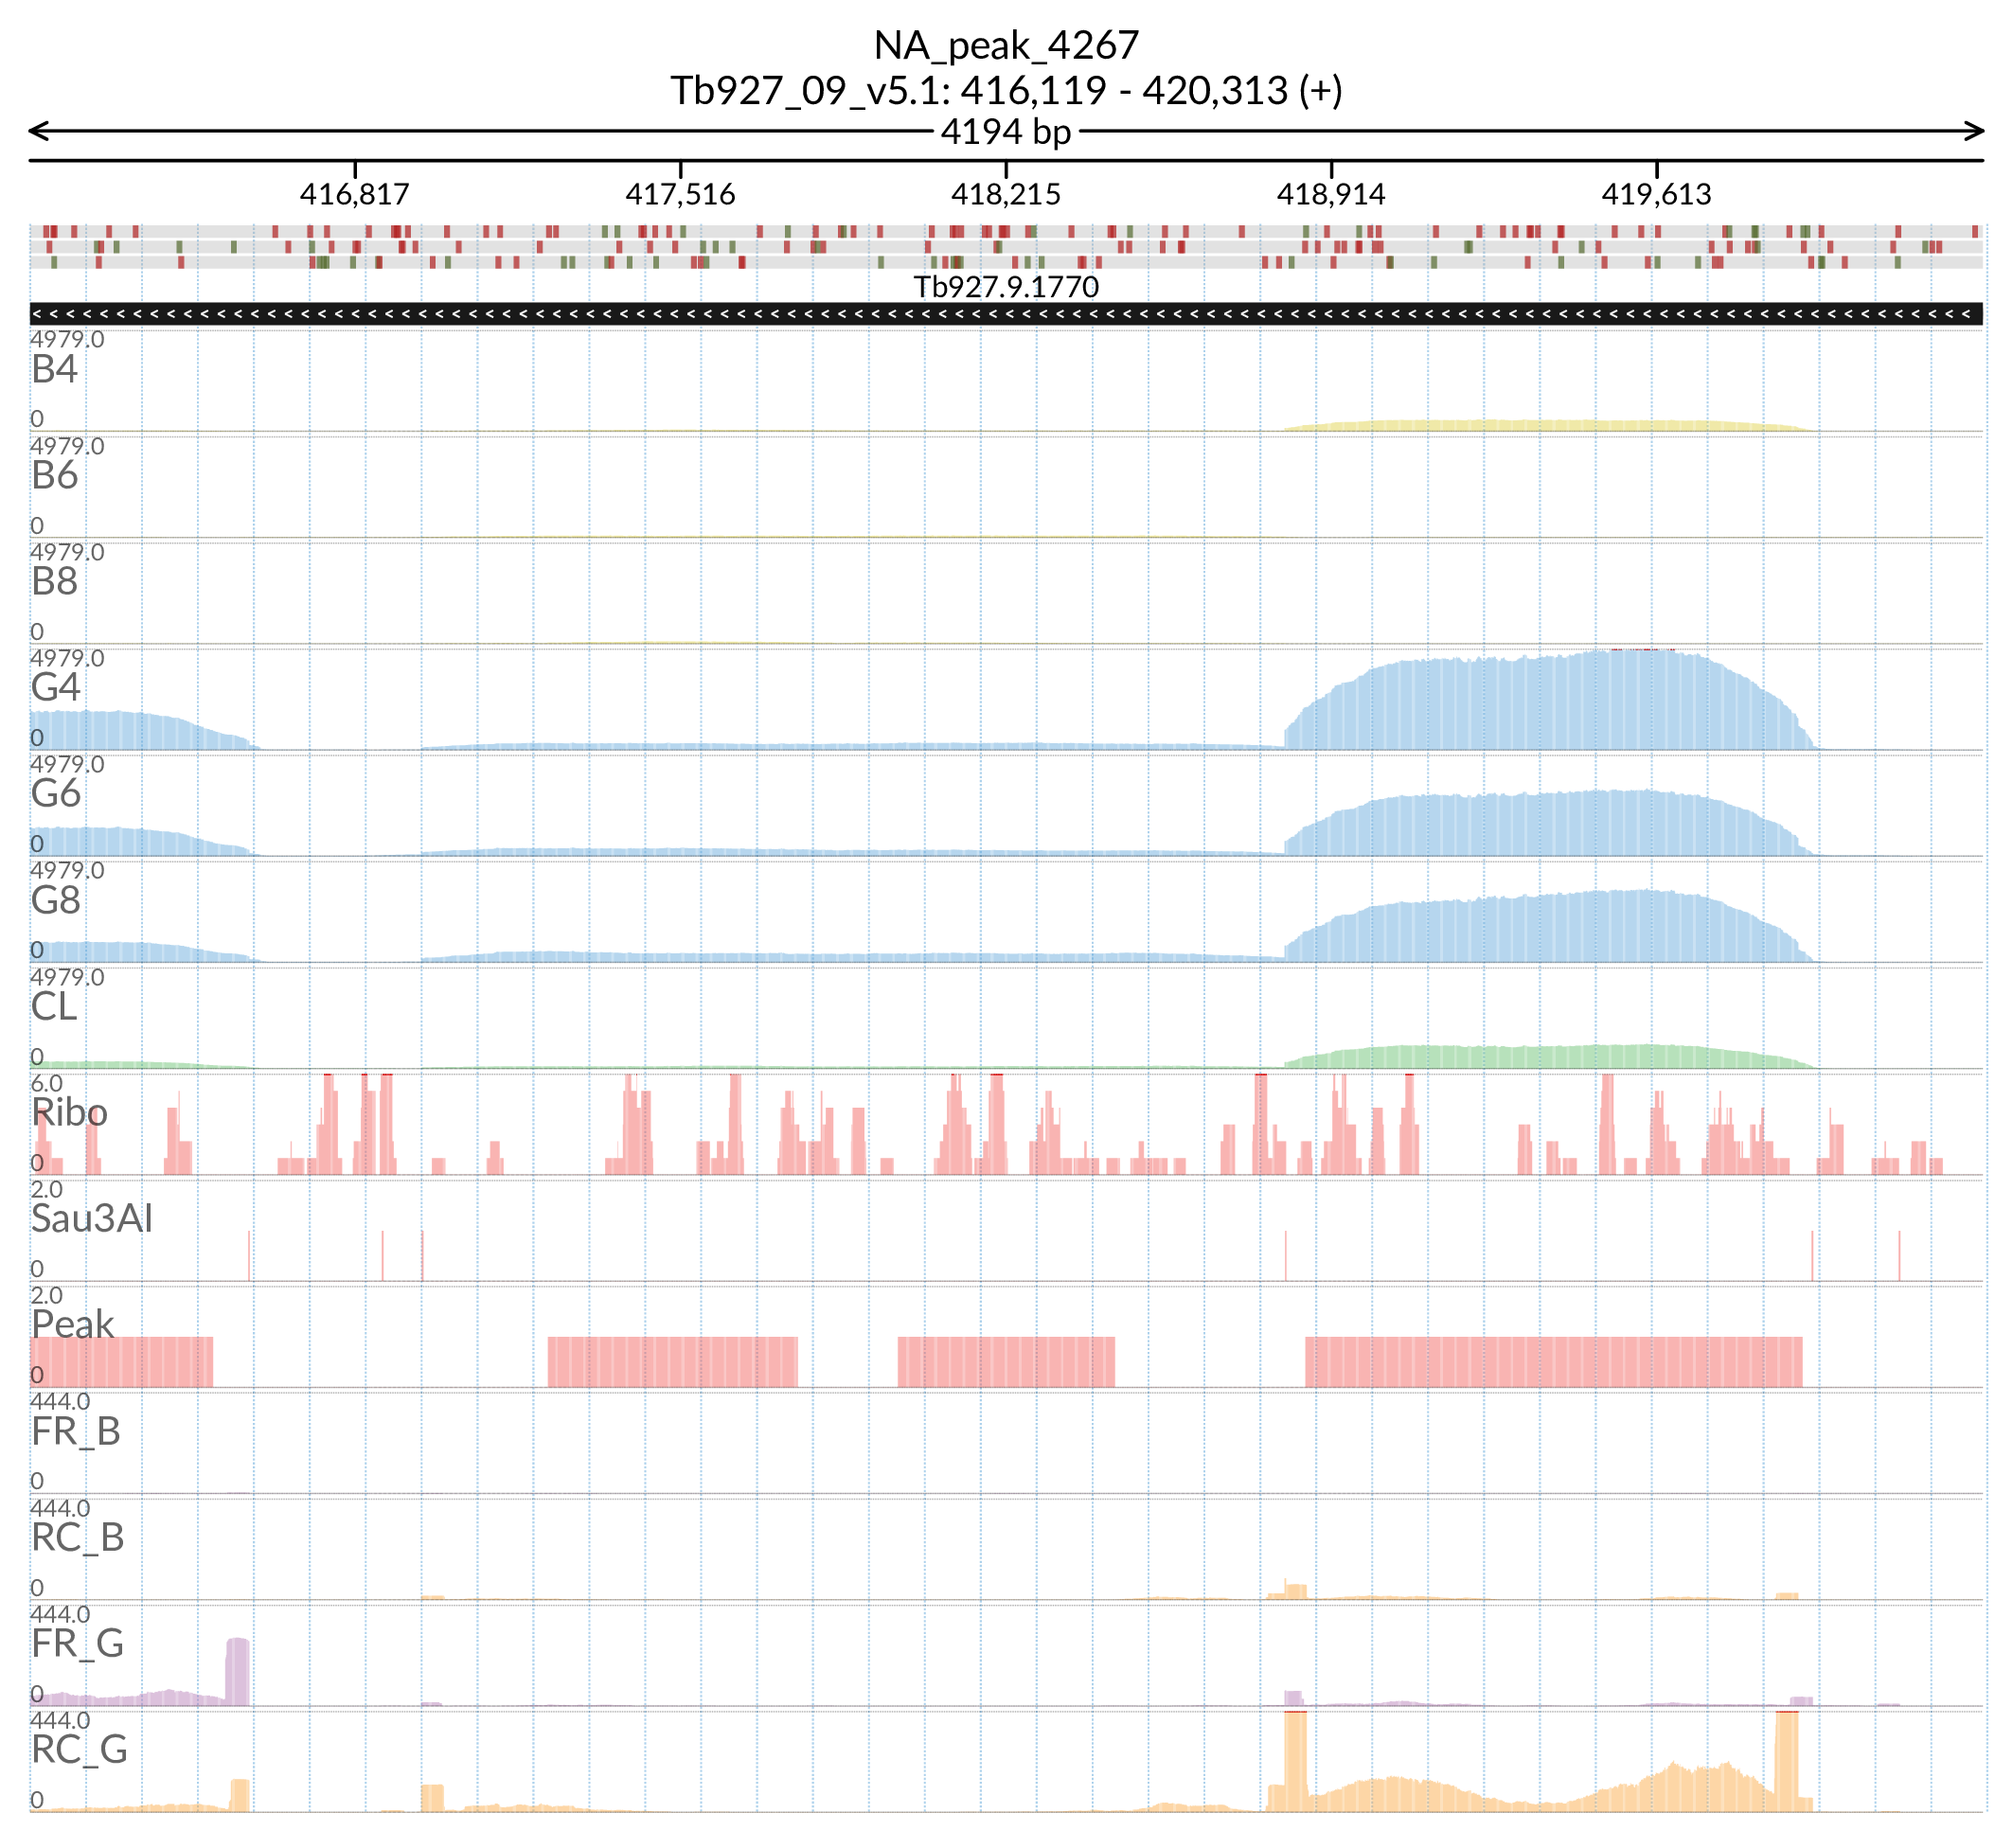 NA_peak_4267
Tb927_09_v5.1: 416,119 - 420,313 (+)
4194 bp
416,817 417,516 418,215 418,914 419,613
Tb927.9.1770
4979.0
B4
0
4979.0
B6
0
4979.0
B8
0
4979.0
G4
0
4979.0
G6
0
4979.0
G8
0
4979.0
CL
0
6.0
Ribo
0
2.0
Sau3AI
0
2.0
Peak
0
444.0
FR_B
0
444.0
RC_B
0
444.0
FR_G
0
444.0
RC_G
0